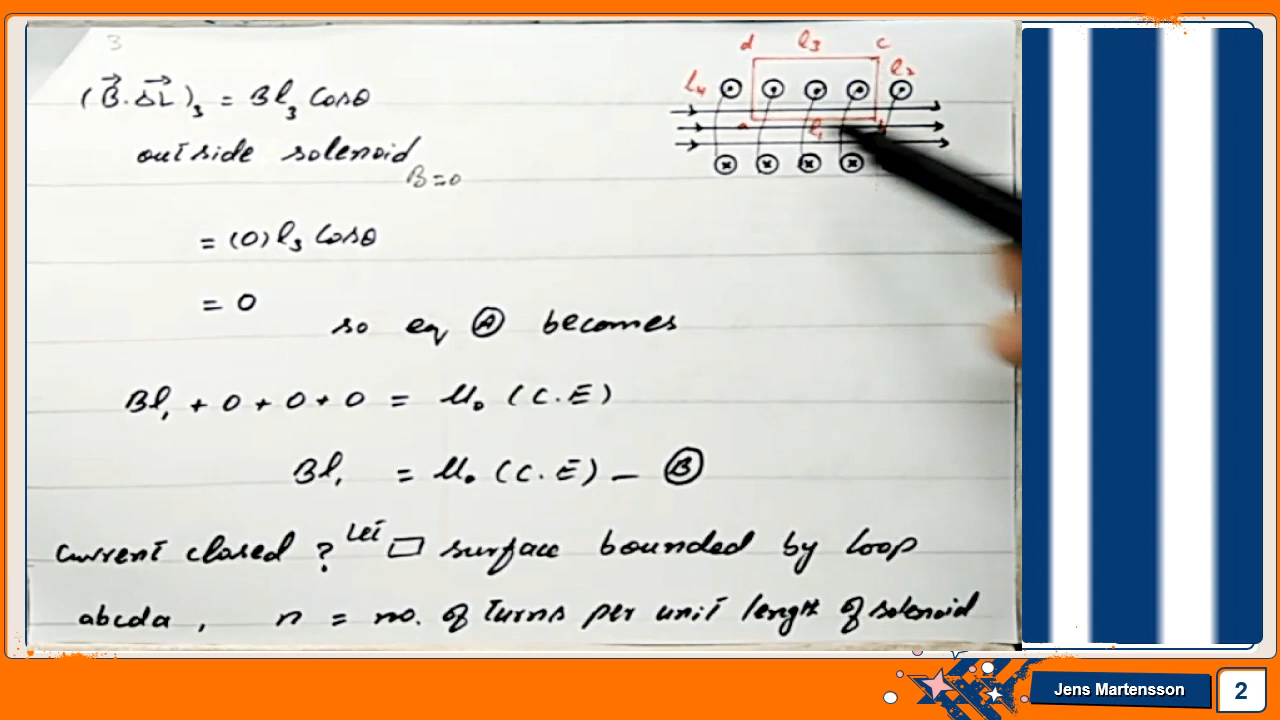 3
(B⃗.ΔL⃗)₃ = Bl₃ Cosθ
outside solenoid
B=0
= (0) l₃ Cosθ
= 0
so eq Ⓐ becomes
Bl₁ + 0 + 0 + 0 = μ₀ (C.E)
Bl₁ = μ₀ (C.E) — Ⓑ
Current closed ? Let ▭ surface bounded by loop
abcda , n = no. of turns per unit length of solenoid
d l₃ c
l₄ l₂
a l₁ b
Jens Martensson
2